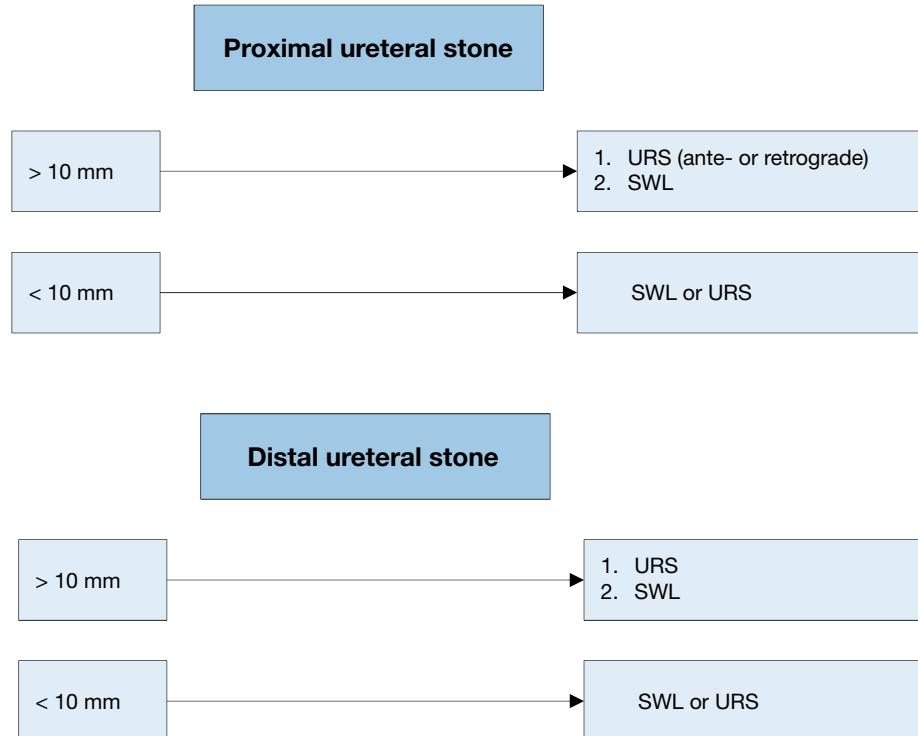 Proximal ureteral stone
> 10 mm
1. URS (ante- or retrograde)
2. SWL
< 10 mm
SWL or URS
Distal ureteral stone
> 10 mm
1. URS
2. SWL
< 10 mm
SWL or URS